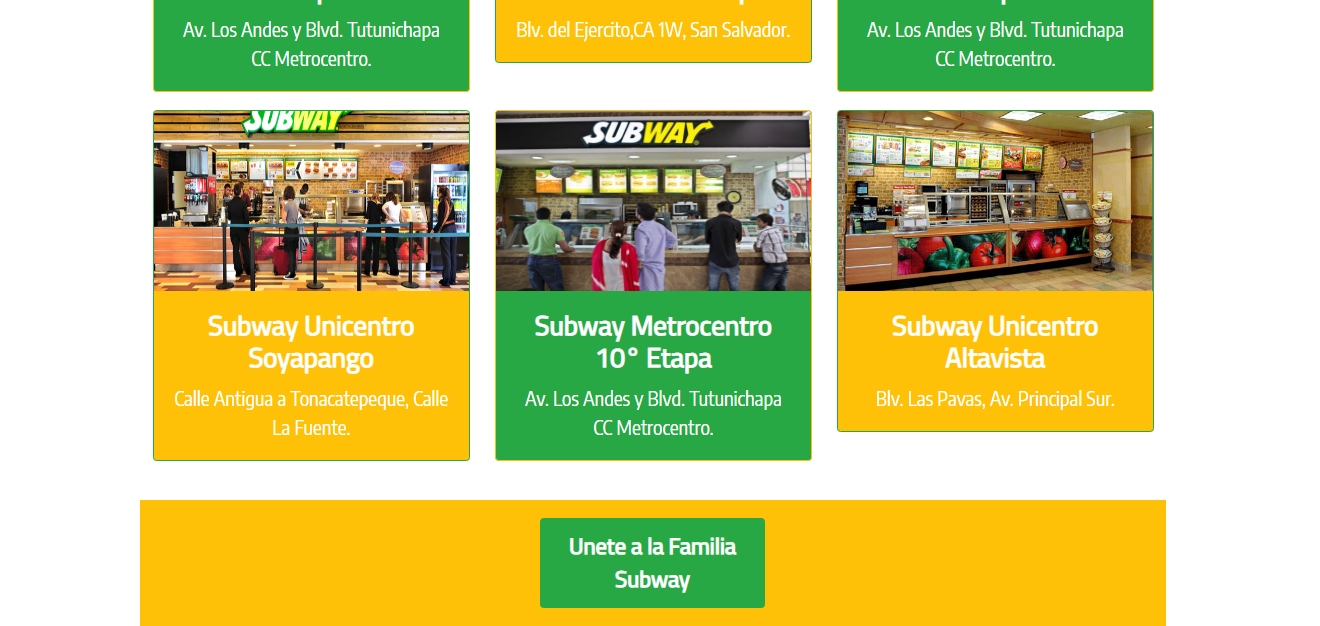 Av. Los Andes y Blvd. Tutunichapa
CC Metrocentro.
Blv. del Ejercito,CA 1W, San Salvador.
Av. Los Andes y Blvd. Tutunichapa
CC Metrocentro.
SUBWAY
Subway Unicentro
Soyapango
Calle Antigua a Tonacatepeque, Calle
La Fuente.
SUBWAY
Subway Metrocentro
10° Etapa
Av. Los Andes y Blvd. Tutunichapa
CC Metrocentro.
Subway Unicentro
Altavista
Blv. Las Pavas, Av. Principal Sur.
Unete a la Familia
Subway